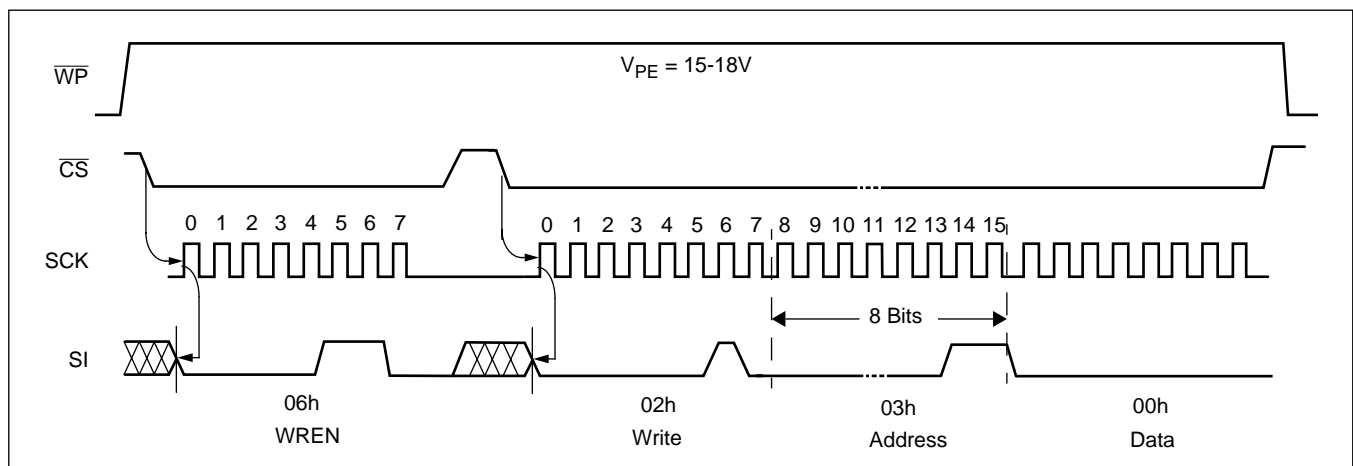 WP
V_PE = 15-18V
CS
0 1 2 3 4 5 6 7 0 1 2 3 4 5 6 7 8 9 10 11 12 13 14 15
SCK
8 Bits
SI
06h 02h 03h 00h
WREN Write Address Data